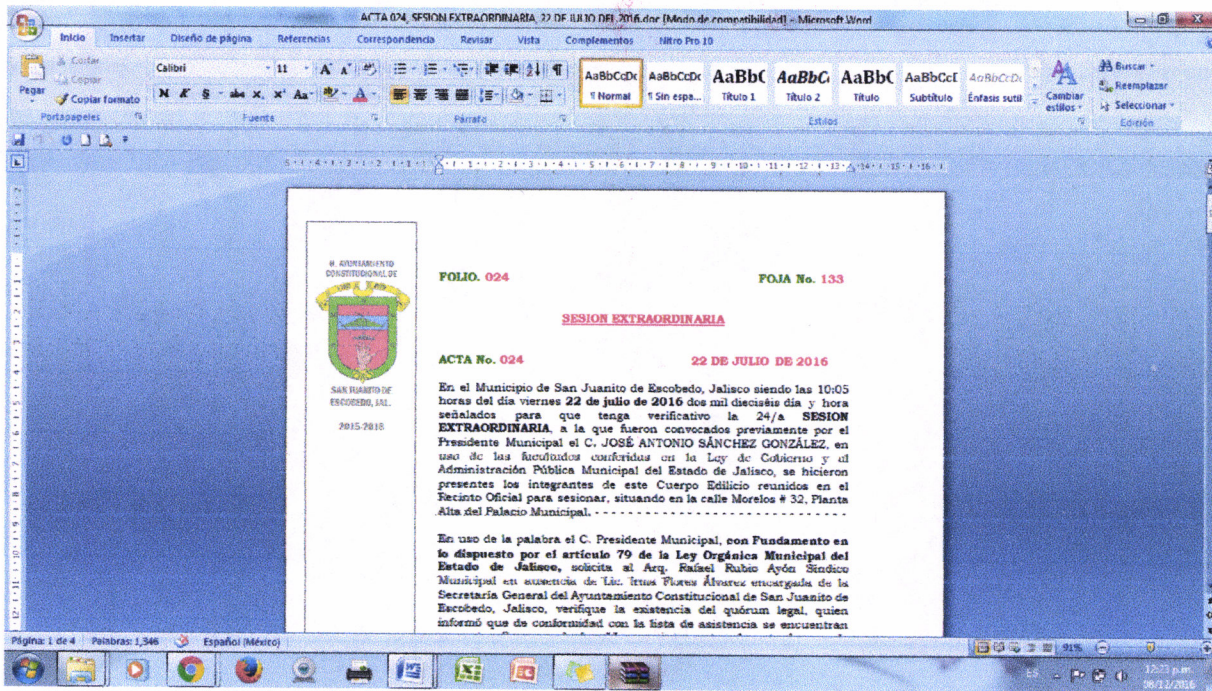 ACTA 024, SESION EXTRAORDINARIA, 22 DE JULIO DEL 2016.doc [Modo de compatibilidad] - Microsoft Word
Inicio Insertar Diseño de página Referencias Correspondencia Revisar Vista Complementos Nitro Pro 10
Cortar
Copiar
Copiar formato
Pegar
Portapapeles
Calibri 11
N K S abc X, X² Aa
Fuente
Párrafo
AaBbCcDc AaBbCcDc AaBbC AaBbC AaBbC AaBbCcI AaBbCcDc
¶ Normal ¶ Sin espa... Título 1 Título 2 Título Subtítulo Énfasis sutil
Estilos
Cambiar estilos
Buscar
Reemplazar
Seleccionar
Edición
H. AYUNTAMIENTO
CONSTITUCIONAL DE
SAN JUANITO DE
ESCOBEDO, JAL.
2015-2018
FOLIO. 024 FOJA No. 133
SESION EXTRAORDINARIA
ACTA No. 024 22 DE JULIO DE 2016
En el Municipio de San Juanito de Escobedo, Jalisco siendo las 10:05
horas del día viernes 22 de julio de 2016 dos mil dieciséis día y hora
señalados para que tenga verificativo la 24/a SESION
EXTRAORDINARIA, a la que fueron convocados previamente por el
Presidente Municipal el C. JOSÉ ANTONIO SÁNCHEZ GONZÁLEZ, en
uso de las facultades conferidas en la Ley de Gobierno y al
Administración Pública Municipal del Estado de Jalisco, se hicieron
presentes los integrantes de este Cuerpo Edilicio reunidos en el
Recinto Oficial para sesionar, situando en la calle Morelos # 32, Planta
Alta del Palacio Municipal. - - - - - - - - - - - - - - - - - - - - - - - - - - - - - -
En uso de la palabra el C. Presidente Municipal, con Fundamento en
lo dispuesto por el artículo 79 de la Ley Orgánica Municipal del
Estado de Jalisco, solicita al Arq. Rafael Rubio Ayón Sindico
Municipal en ausencia de Lic. Flores Álvarez encargada de la
Secretaría General del Ayuntamiento Constitucional de San Juanito de
Escobedo, Jalisco, verifique la existencia del quórum legal, quien
informó que de conformidad con la lista de asistencia se encuentran
Página: 1 de 4 Palabras: 1,346 Español (México) 91%
ES 12:23 p.m.
08/12/2016